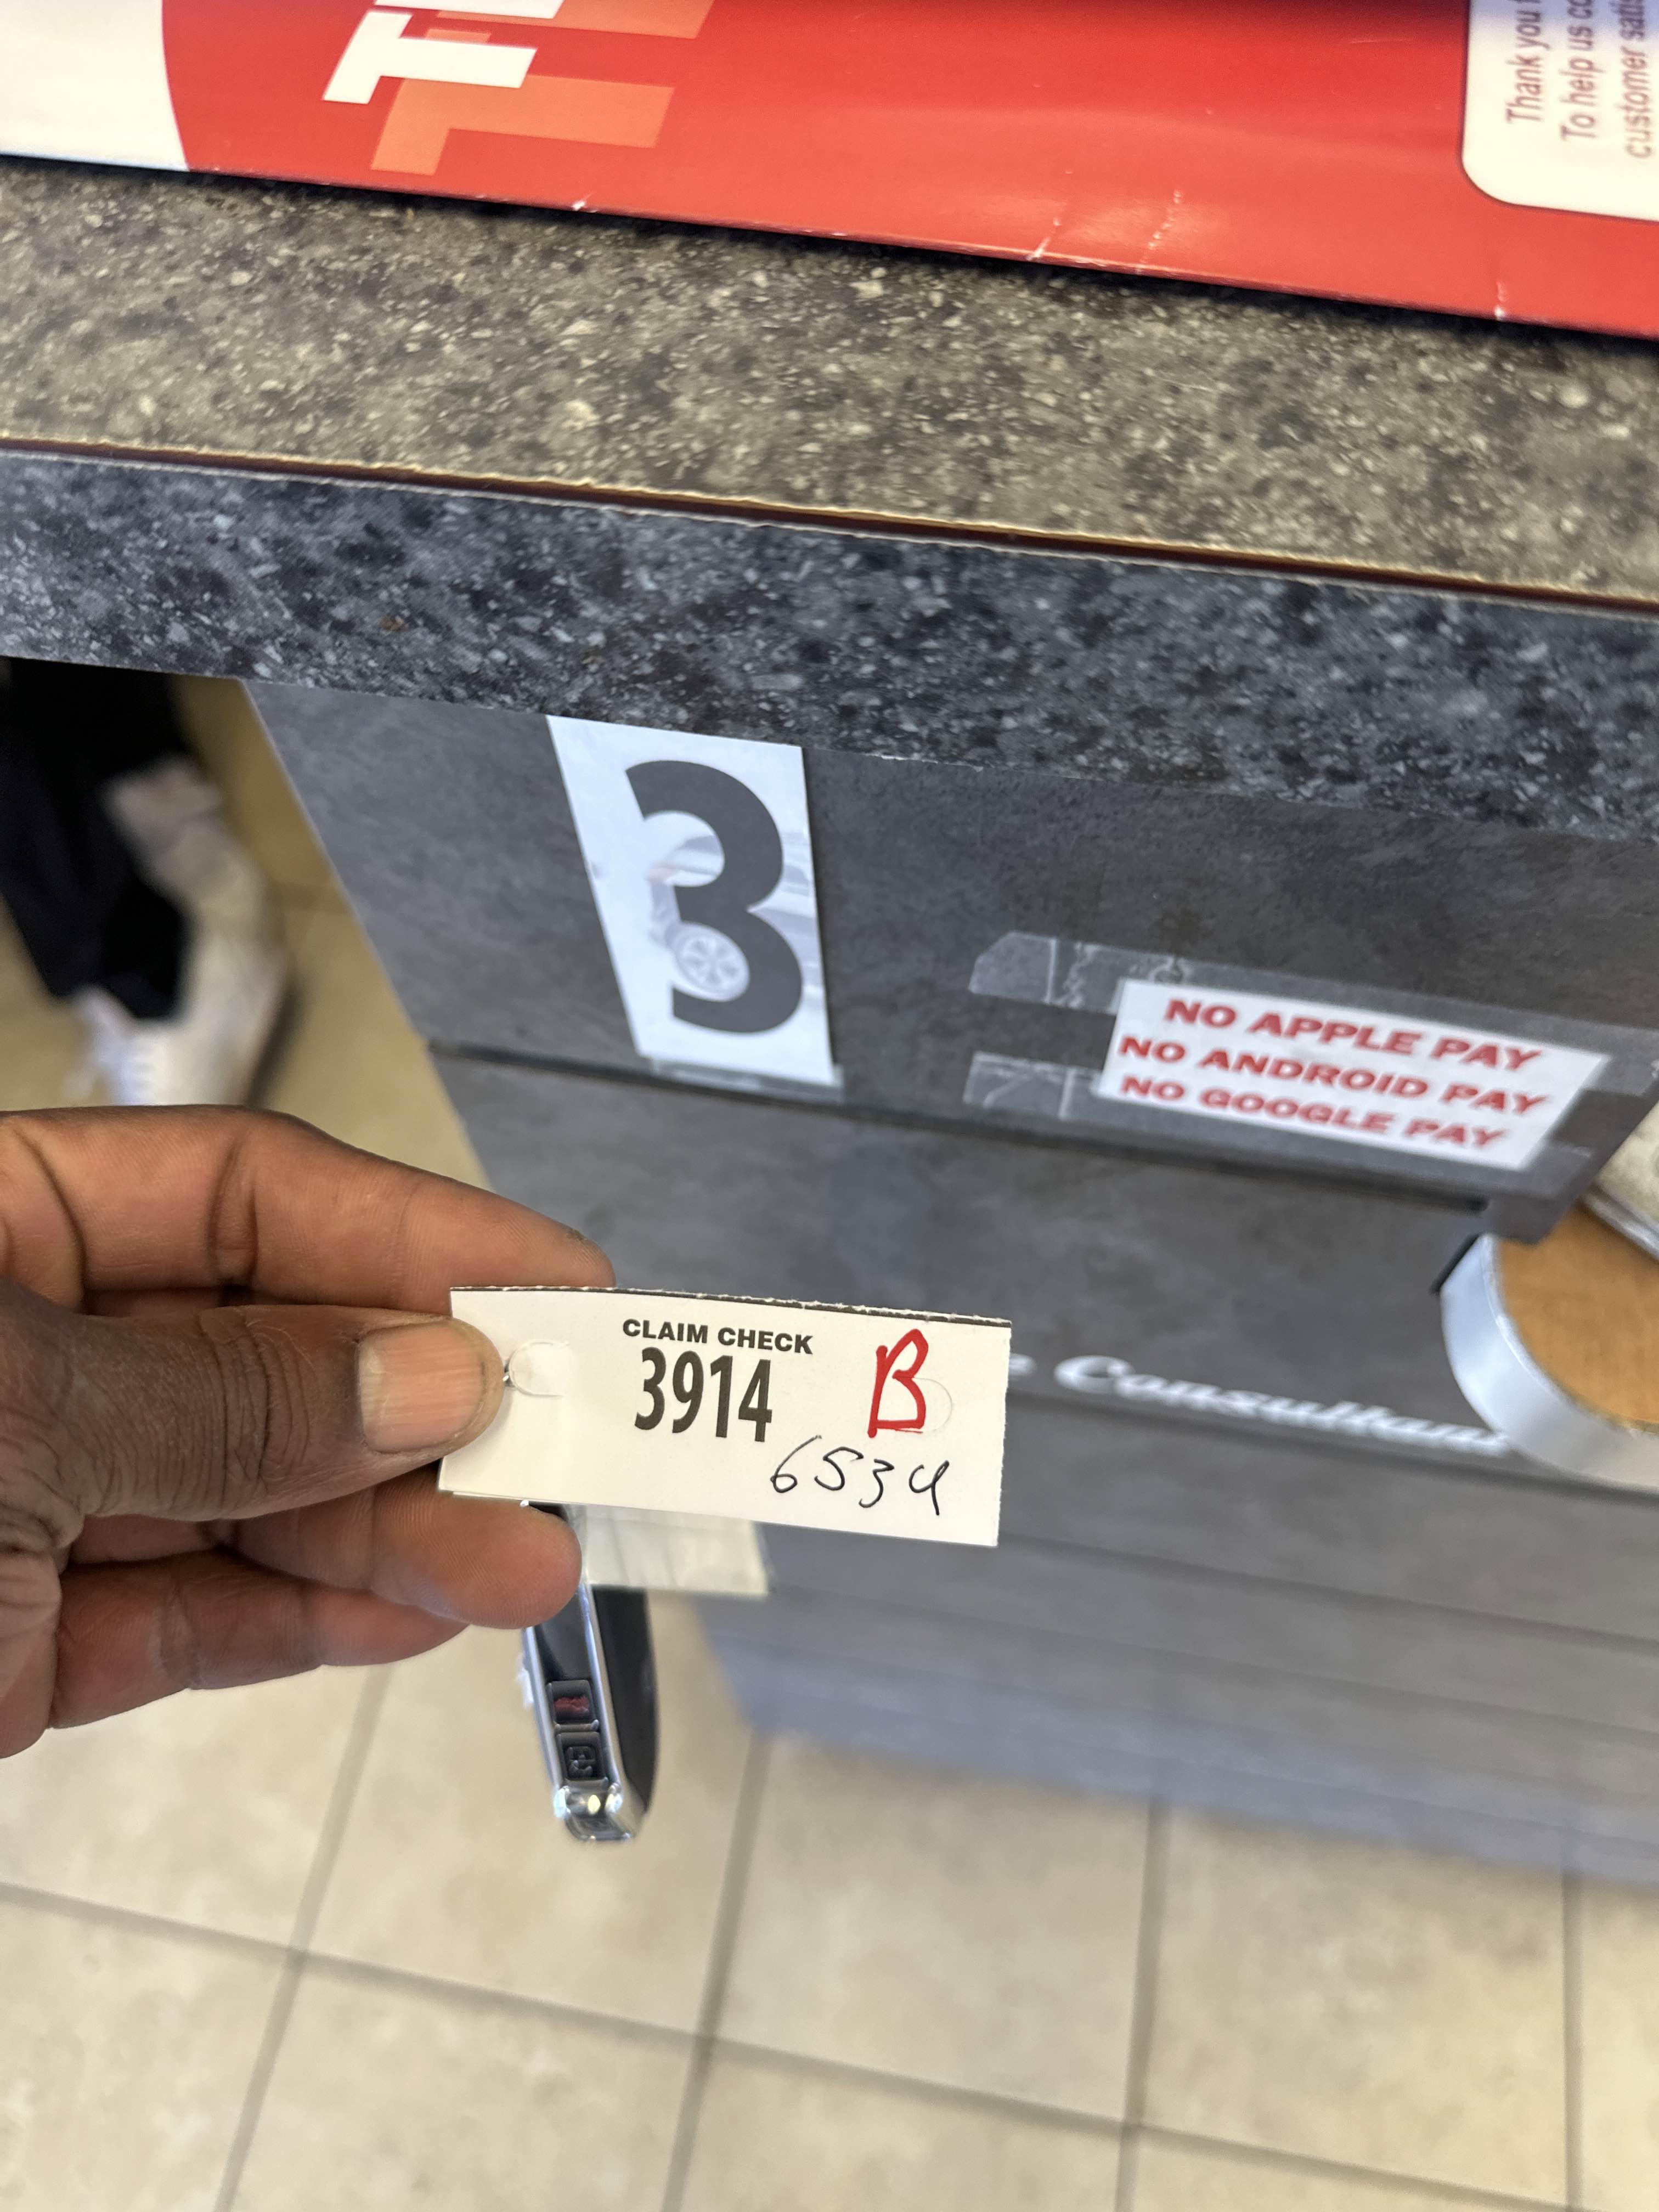 Thank you
To help us
customer
3
NO APPLE PAY
NO ANDROID PAY
NO GOOGLE PAY
Consultant
CLAIM CHECK
3914 B
6534